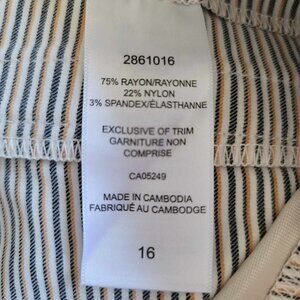 2861016
75% RAYON/RAYONNE
22% NYLON
3% SPANDEX/ÉLASTHANNE
EXCLUSIVE OF TRIM
GARNITURE NON
COMPRISE
CA05249
MADE IN CAMBODIA
FABRIQUÉ AU CAMBODGE
16